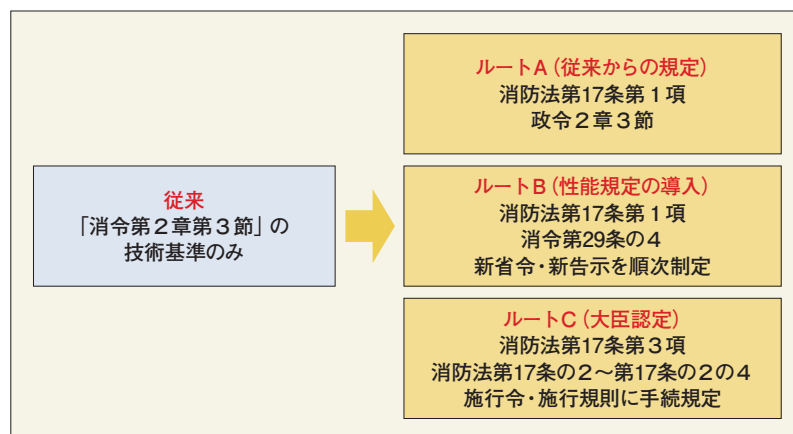 従来
「消令第２章第３節」の
技術基準のみ
ルートA（従来からの規定）
消防法第17条第１項
政令２章３節
ルートB（性能規定の導入）
消防法第17条第１項
消令第29条の４
新省令・新告示を順次制定
ルートC（大臣認定）
消防法第17条第３項
消防法第17条の２～第17条の２の４
施行令・施行規則に手続規定